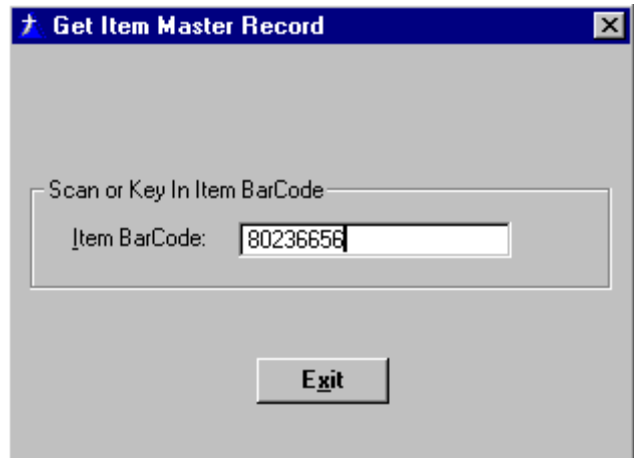 Get Item Master Record
Scan or Key In Item BarCode
Item BarCode: 80236656
Exit